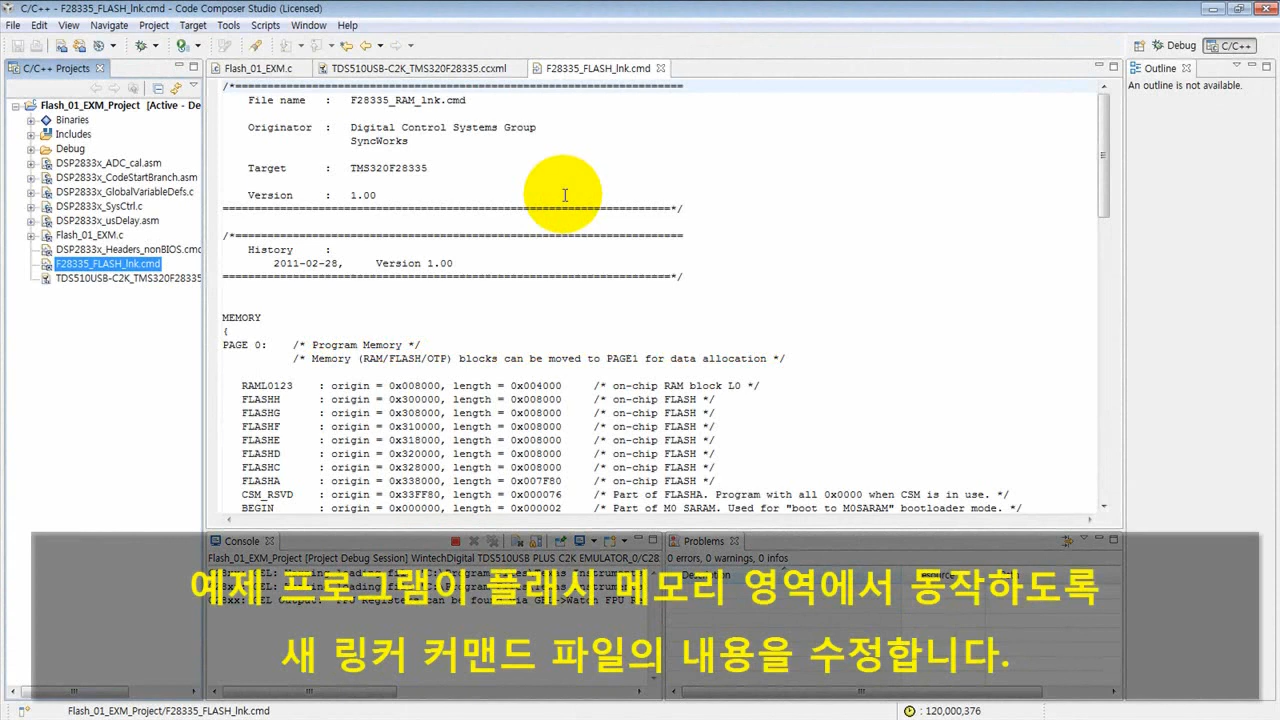 C/C++ - F28335_FLASH_lnk.cmd - Code Composer Studio (Licensed)
File Edit View Navigate Project Target Tools Scripts Window Help
Debug C/C++
C/C++ Projects
Flash_01_EXM_Project [Active - De
Binaries
Includes
Debug
DSP2833x_ADC_cal.asm
DSP2833x_CodeStartBranch.asm
DSP2833x_GlobalVariableDefs.c
DSP2833x_SysCtrl.c
DSP2833x_usDelay.asm
Flash_01_EXM.c
DSP2833x_Headers_nonBIOS.cmd
F28335_FLASH_lnk.cmd
TDS510USB-C2K_TMS320F28335
Flash_01_EXM.c TDS510USB-C2K_TMS320F28335.ccxml F28335_FLASH_lnk.cmd
/*========================================================================
File name : F28335_RAM_lnk.cmd
Originator : Digital Control Systems Group
SyncWorks
Target : TMS320F28335
Version : 1.00
========================================================================*/
/*========================================================================
History :
2011-02-28, Version 1.00
========================================================================*/
MEMORY
{
PAGE 0: /* Program Memory */
/* Memory (RAM/FLASH/OTP) blocks can be moved to PAGE1 for data allocation */
RAML0123 : origin = 0x008000, length = 0x004000 /* on-chip RAM block L0 */
FLASHH : origin = 0x300000, length = 0x008000 /* on-chip FLASH */
FLASHG : origin = 0x308000, length = 0x008000 /* on-chip FLASH */
FLASHF : origin = 0x310000, length = 0x008000 /* on-chip FLASH */
FLASHE : origin = 0x318000, length = 0x008000 /* on-chip FLASH */
FLASHD : origin = 0x320000, length = 0x008000 /* on-chip FLASH */
FLASHC : origin = 0x328000, length = 0x008000 /* on-chip FLASH */
FLASHA : origin = 0x338000, length = 0x007F80 /* on-chip FLASH */
CSM_RSVD : origin = 0x33FF80, length = 0x000076 /* Part of FLASHA. Program with all 0x0000 when CSM is in use. */
BEGIN : origin = 0x000000, length = 0x000002 /* Part of M0 SARAM. Used for "boot to M0SARAM" bootloader mode. */
Outline
An outline is not available.
Console
Flash_01_EXM_Project [Project Debug Session] WintechDigital TDS510USB PLUS C2K EMULATOR_0/C28
Problems
0 errors, 0 warnings, 0 infos
예제 프로그램이 플래시 메모리 영역에서 동작하도록
새 링커 커맨드 파일의 내용을 수정합니다.
Flash_01_EXM_Project/F28335_FLASH_lnk.cmd
: 120,000,376